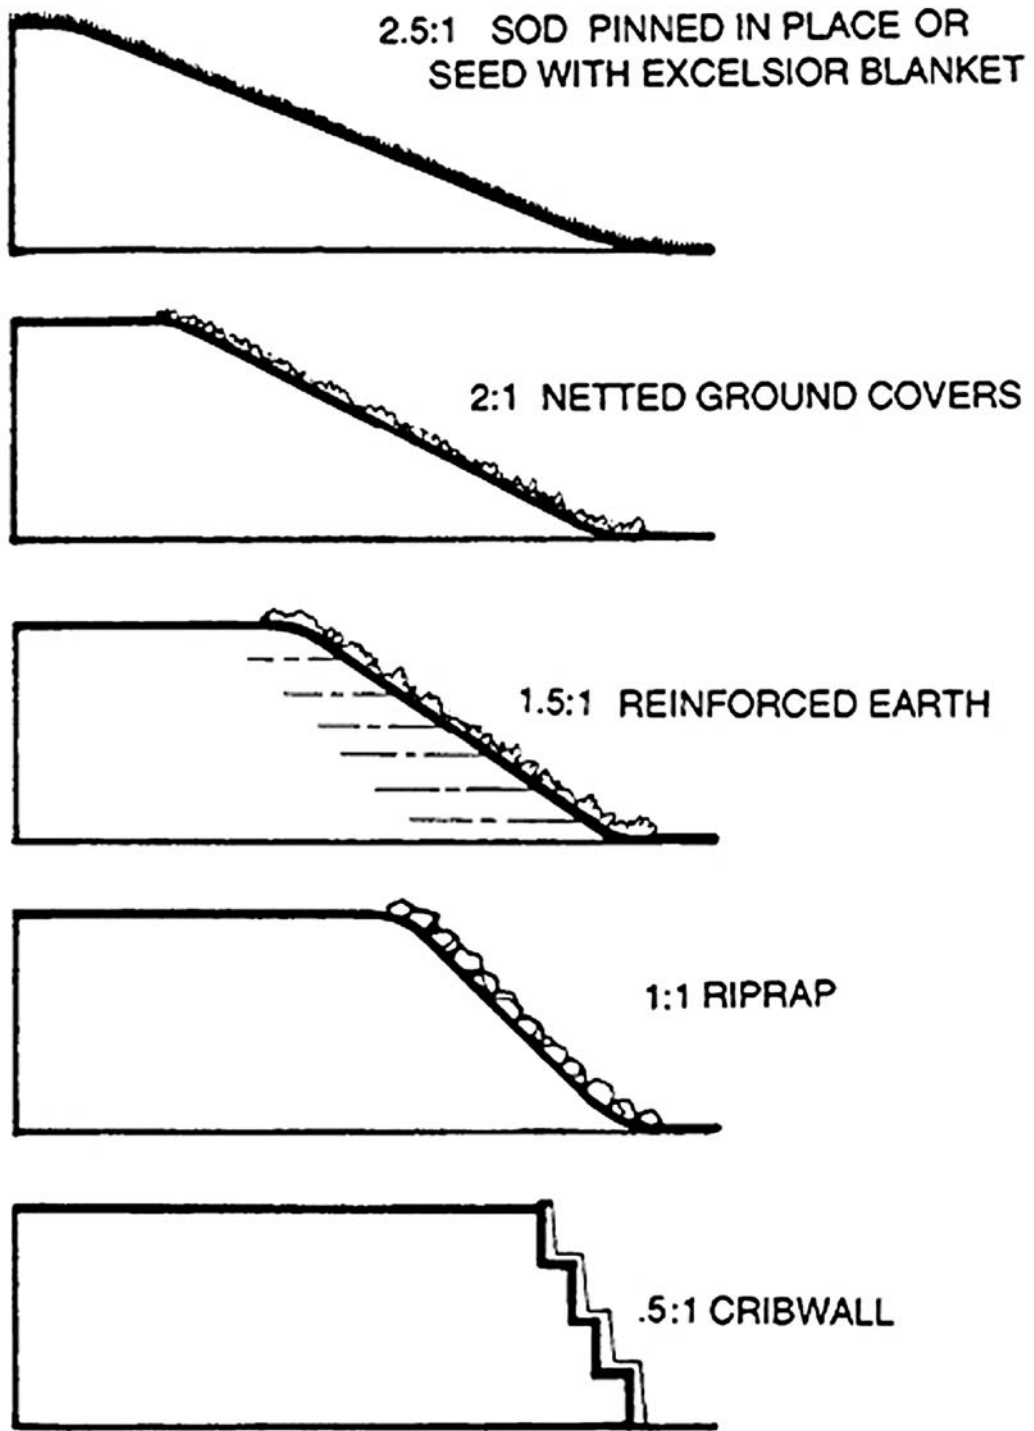 2.5:1 SOD PINNED IN PLACE OR
SEED WITH EXCELSIOR BLANKET
2:1 NETTED GROUND COVERS
1.5:1 REINFORCED EARTH
1:1 RIPRAP
.5:1 CRIBWALL